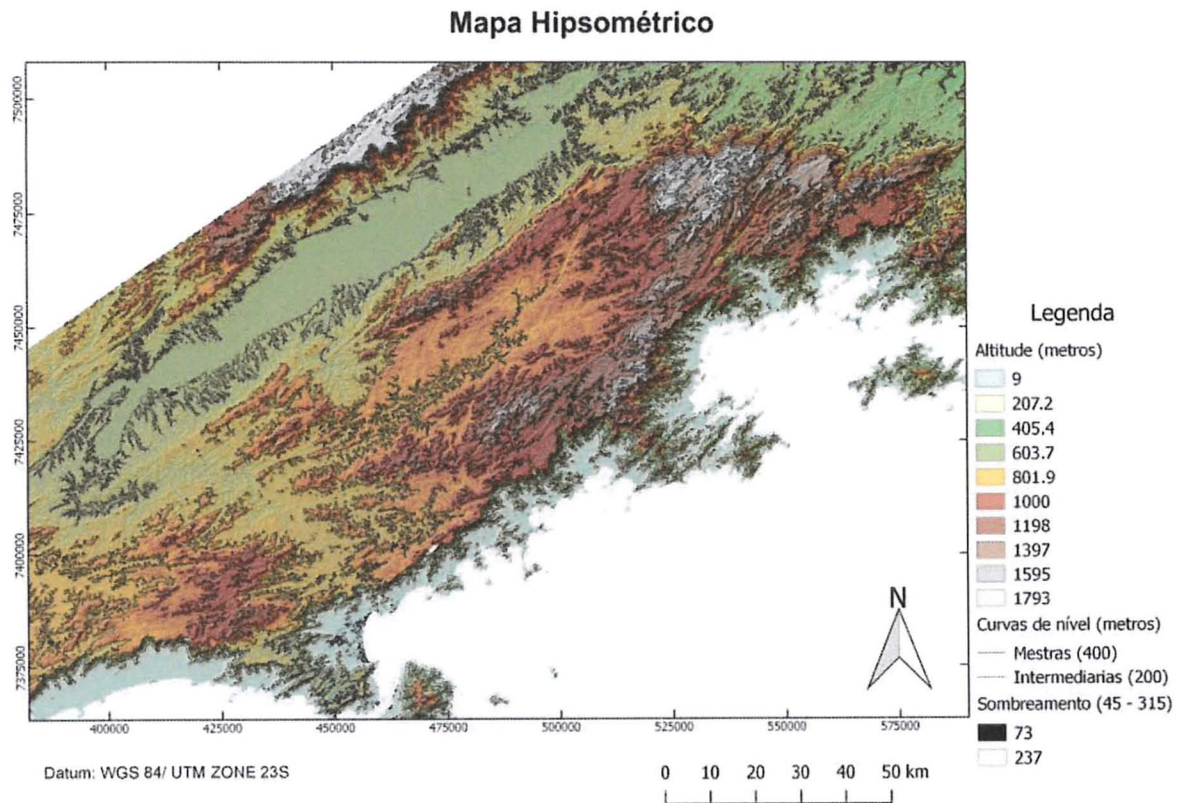 Mapa Hipsométrico
7500000
7475000
7450000
7425000
7400000
7375000
400000
425000
450000
475000
500000
525000
550000
575000
Legenda
Altitude (metros)
9
207.2
405.4
603.7
801.9
1000
1198
1397
1595
1793
Curvas de nível (metros)
Mestras (400)
Intermediarias (200)
Sombreamento (45 - 315)
73
237
N
Datum: WGS 84/ UTM ZONE 23S
0 10 20 30 40 50 km